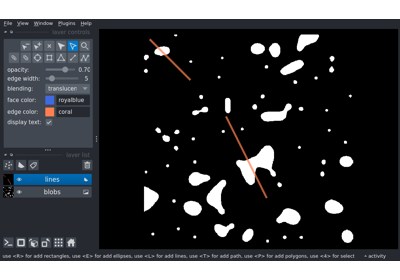 File View Window Plugins Help
layer controls
opacity: 0.70
edge width: 5
blending: translucen
face color: royalblue
edge color: coral
display text:
layer list
lines
blobs
use <R> for add rectangles, use <E> for add ellipses, use <L> for add lines, use <T> for add path, use <P> for add polygons, use <4> for select
activity